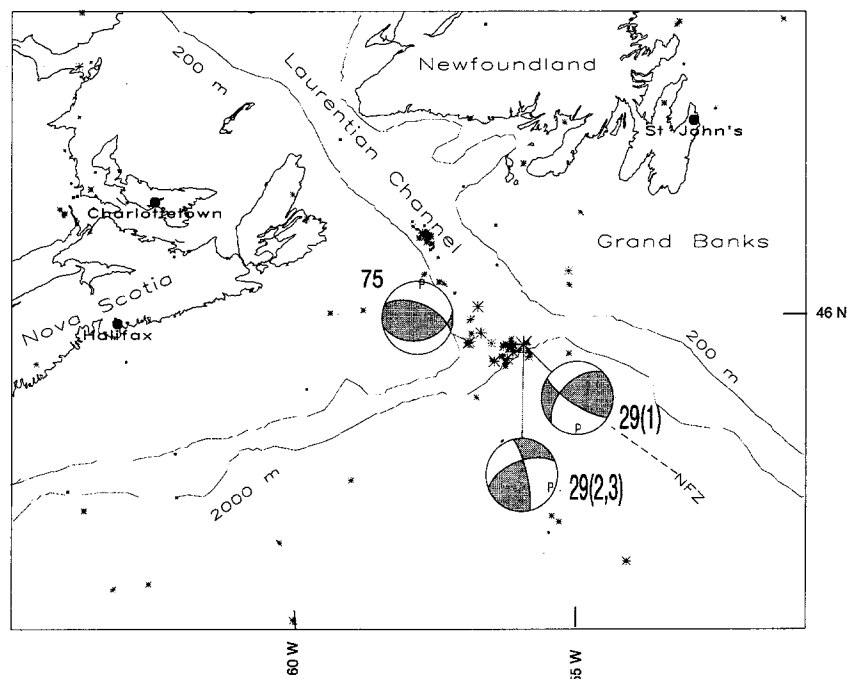 200 m
Laurentian Channel
Newfoundland
St John's
Charlottetown
Grand Banks
75
P
Nova Scotia
Halifax
46 N
200 m
P
29(1)
P
29(2,3)
NFZ
2000 m
60 W
55 W